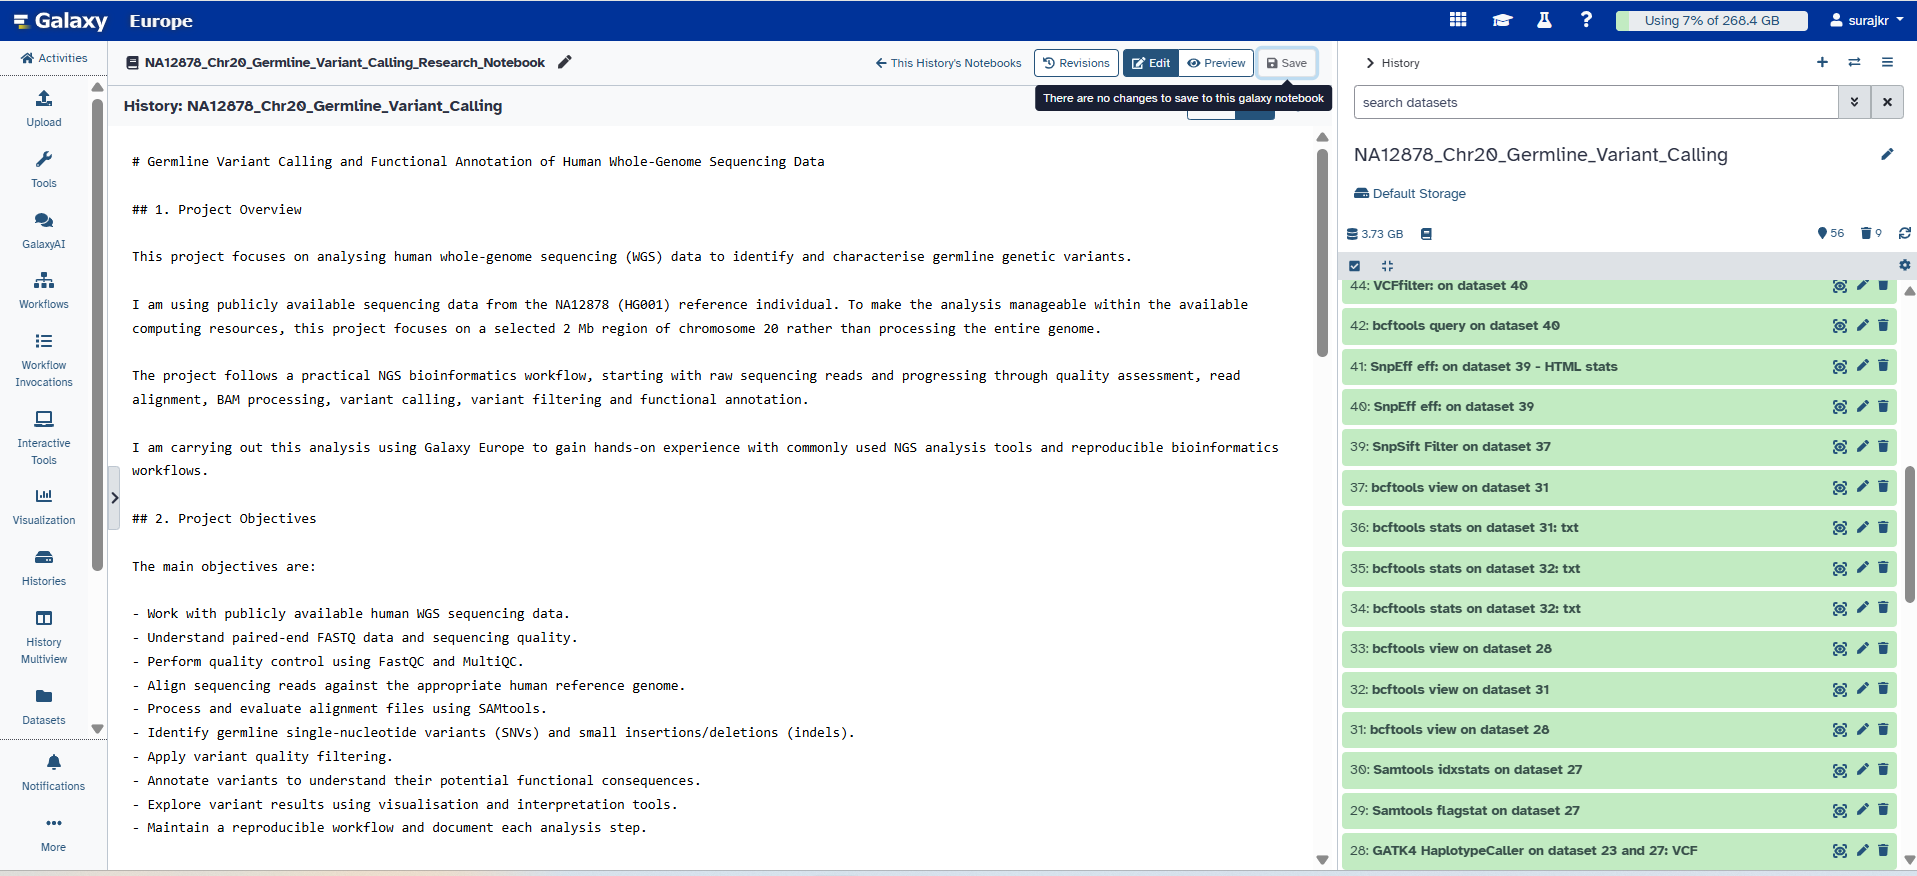 Galaxy Europe
Using 7% of 268.4 GB
surajkr
Activities
Upload
Tools
GalaxyAI
Workflows
Workflow
Invocations
Interactive
Tools
Visualization
Histories
History
Multiview
Datasets
Notifications
More
NA12878_Chr20_Germline_Variant_Calling_Research_Notebook
This History's Notebooks
Revisions
Edit
Preview
Save
There are no changes to save to this galaxy notebook
History: NA12878_Chr20_Germline_Variant_Calling
# Germline Variant Calling and Functional Annotation of Human Whole-Genome Sequencing Data
## 1. Project Overview
This project focuses on analysing human whole-genome sequencing (WGS) data to identify and characterise germline genetic variants.
I am using publicly available sequencing data from the NA12878 (HG001) reference individual. To make the analysis manageable within the available
computing resources, this project focuses on a selected 2 Mb region of chromosome 20 rather than processing the entire genome.
The project follows a practical NGS bioinformatics workflow, starting with raw sequencing reads and progressing through quality assessment, read
alignment, BAM processing, variant calling, variant filtering and functional annotation.
I am carrying out this analysis using Galaxy Europe to gain hands-on experience with commonly used NGS analysis tools and reproducible bioinformatics
workflows.
## 2. Project Objectives
The main objectives are:
- Work with publicly available human WGS sequencing data.
- Understand paired-end FASTQ data and sequencing quality.
- Perform quality control using FastQC and MultiQC.
- Align sequencing reads against the appropriate human reference genome.
- Process and evaluate alignment files using SAMtools.
- Identify germline single-nucleotide variants (SNVs) and small insertions/deletions (indels).
- Apply variant quality filtering.
- Annotate variants to understand their potential functional consequences.
- Explore variant results using visualisation and interpretation tools.
- Maintain a reproducible workflow and document each analysis step.
History
search datasets
NA12878_Chr20_Germline_Variant_Calling
Default Storage
3.73 GB
56
9
44: VCFfilter: on dataset 40
42: bcftools query on dataset 40
41: SnpEff eff: on dataset 39 - HTML stats
40: SnpEff eff: on dataset 39
39: SnpSift Filter on dataset 37
37: bcftools view on dataset 31
36: bcftools stats on dataset 31: txt
35: bcftools stats on dataset 32: txt
34: bcftools stats on dataset 32: txt
33: bcftools view on dataset 28
32: bcftools view on dataset 31
31: bcftools view on dataset 28
30: Samtools idxstats on dataset 27
29: Samtools flagstat on dataset 27
28: GATK4 HaplotypeCaller on dataset 23 and 27: VCF